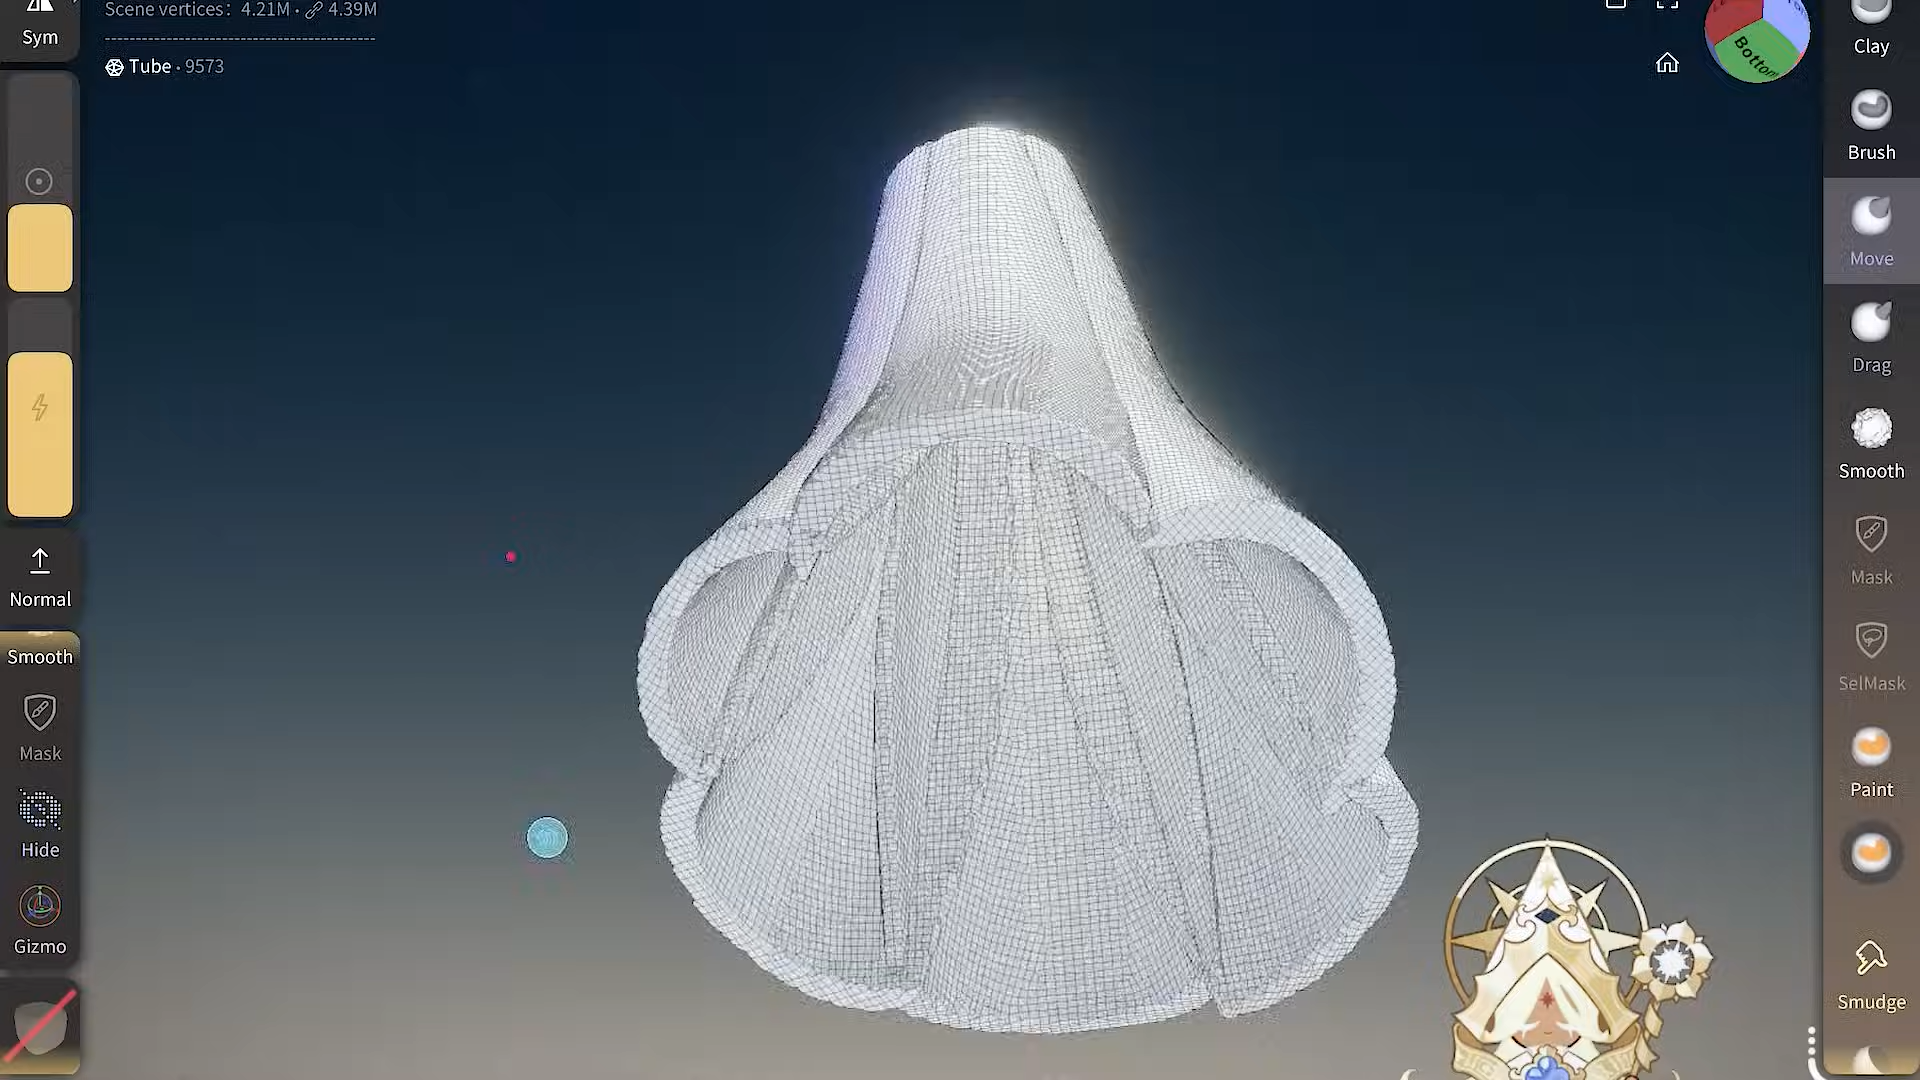 Scene vertices: 4.21M • 4.39M
Tube • 9573
Sym
Normal
Smooth
Mask
Hide
Gizmo
Bottom
Clay
Brush
Move
Drag
Smooth
Mask
SelMask
Paint
Smudge